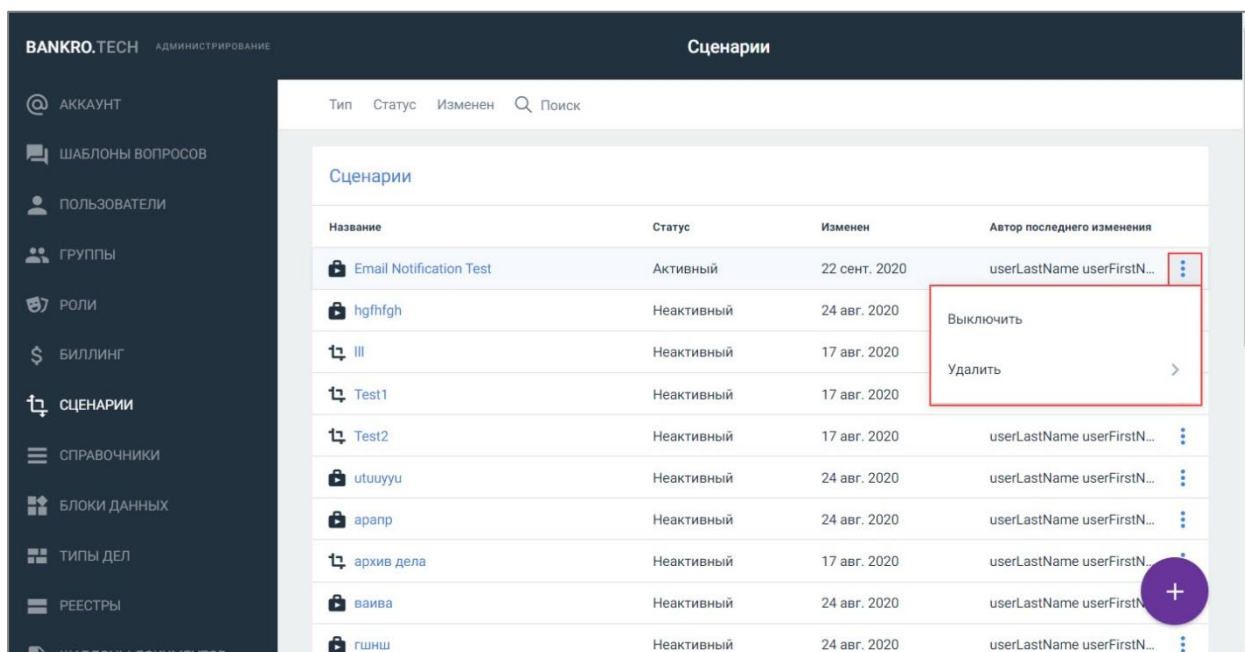 BANKRO.TECH АДМИНИСТРИРОВАНИЕ
Сценарии
АККАУНТ
ШАБЛОНЫ ВОПРОСОВ
ПОЛЬЗОВАТЕЛИ
ГРУППЫ
РОЛИ
БИЛЛИНГ
СЦЕНАРИИ
СПРАВОЧНИКИ
БЛОКИ ДАННЫХ
ТИПЫ ДЕЛ
РЕЕСТРЫ
ШАБЛОНЫ ДОКУМЕНТОВ
Тип Статус Изменен Поиск
Сценарии
Название Статус Изменен Автор последнего изменения
Email Notification Test Активный 22 сент. 2020 userLastName userFirstN...
hgfhfgh Неактивный 24 авг. 2020
lll Неактивный 17 авг. 2020
Test1 Неактивный 17 авг. 2020
Выключить
Удалить
Test2 Неактивный 17 авг. 2020 userLastName userFirstN...
utuuyyu Неактивный 24 авг. 2020 userLastName userFirstN...
арапр Неактивный 24 авг. 2020 userLastName userFirstN...
архив дела Неактивный 17 авг. 2020 userLastName userFirstN...
ваива Неактивный 24 авг. 2020 userLastName userFirstN
гшнш Неактивный 24 авг. 2020 userLastName userFirstN...